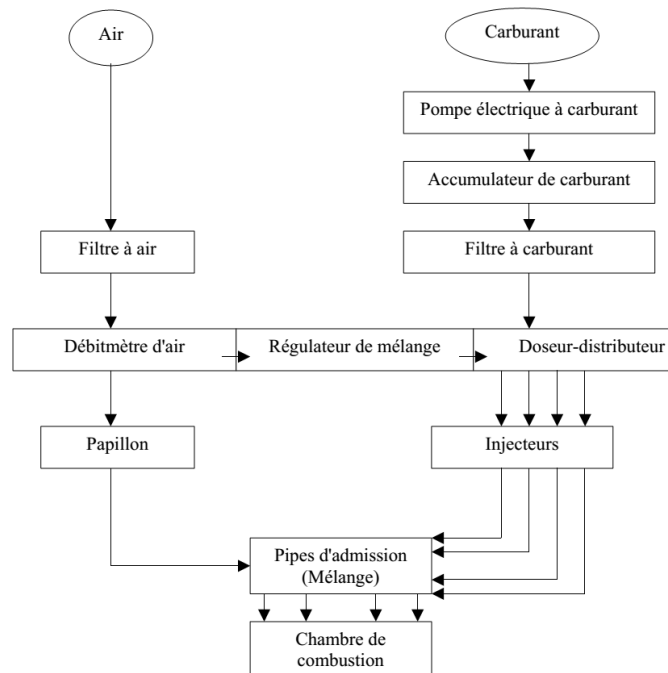 Air
Carburant
Pompe électrique à carburant
Accumulateur de carburant
Filtre à air
Filtre à carburant
Débitmètre d'air
Régulateur de mélange
Doseur-distributeur
Papillon
Injecteurs
Pipes d'admission
(Mélange)
Chambre de
combustion